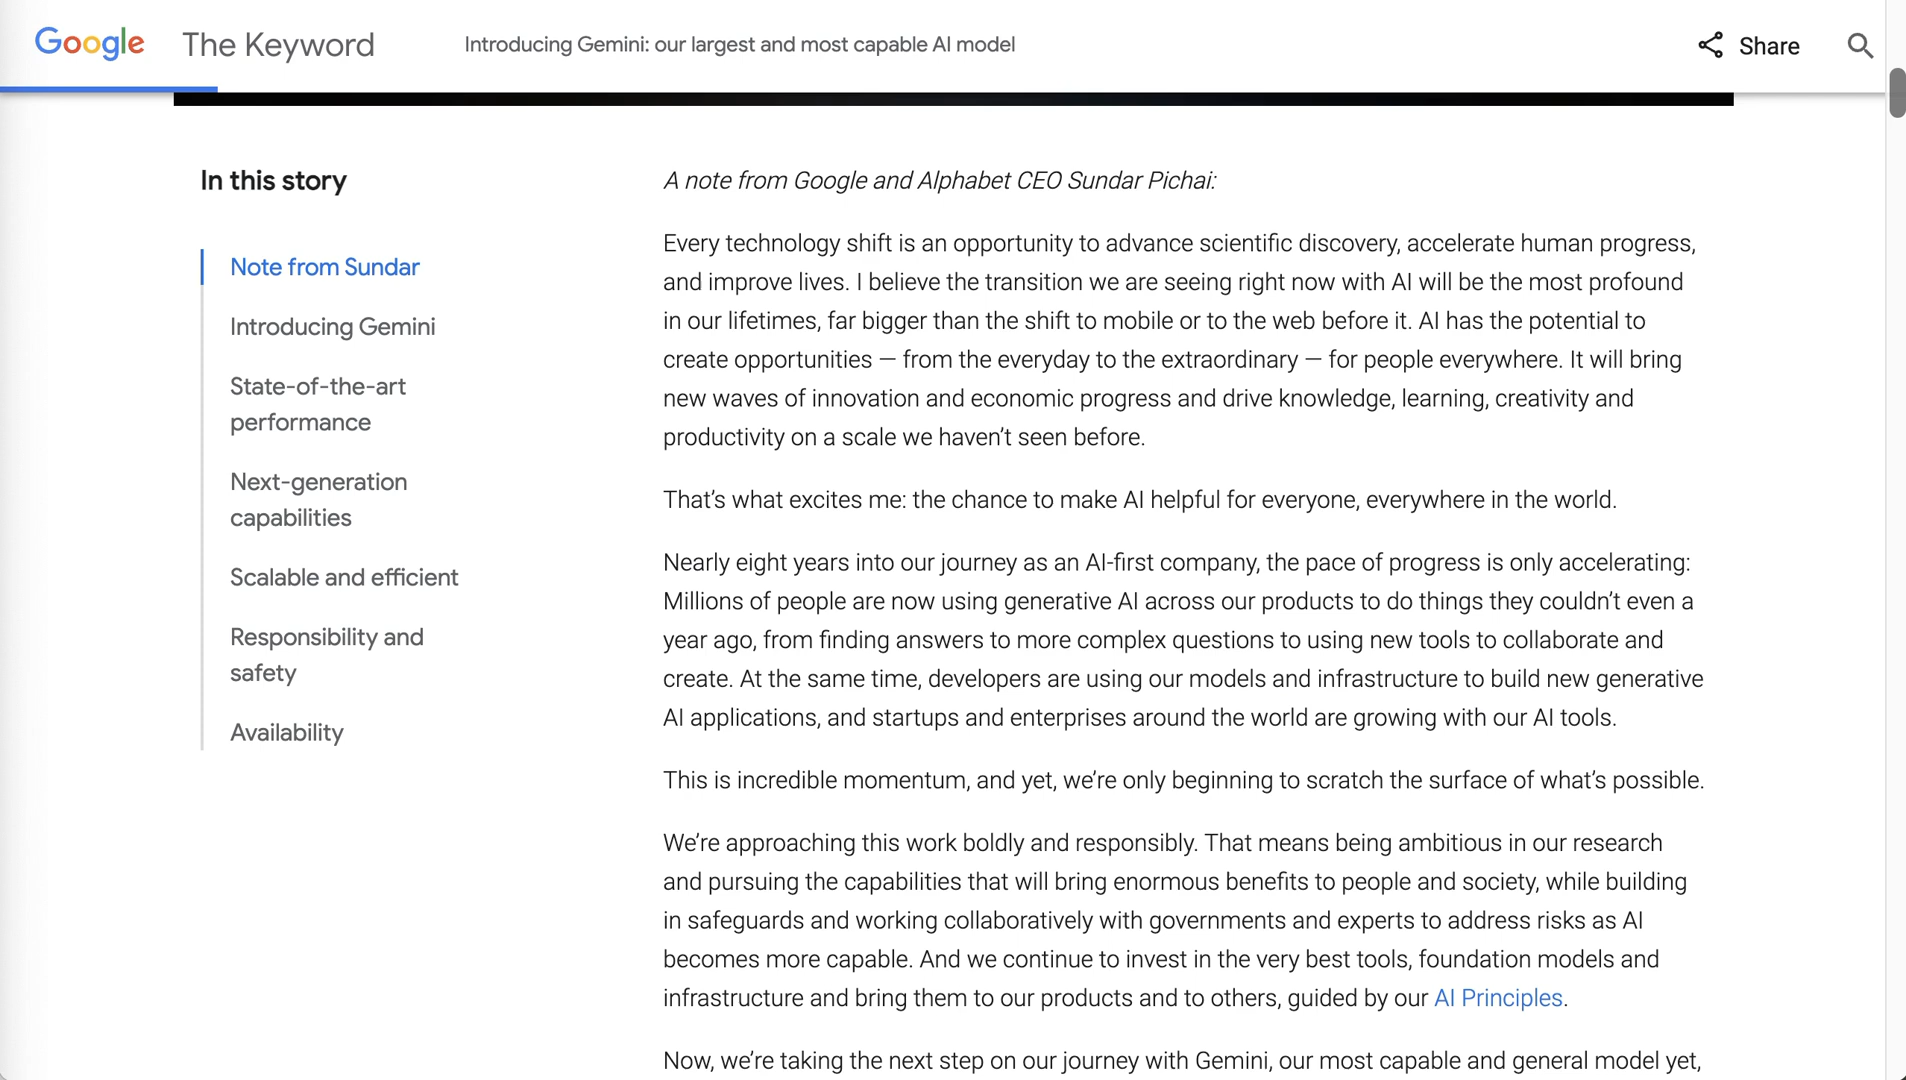 Google The Keyword Introducing Gemini: our largest and most capable AI model Share
In this story
Note from Sundar
Introducing Gemini
State-of-the-art
performance
Next-generation
capabilities
Scalable and efficient
Responsibility and
safety
Availability
A note from Google and Alphabet CEO Sundar Pichai:
Every technology shift is an opportunity to advance scientific discovery, accelerate human progress,
and improve lives. I believe the transition we are seeing right now with AI will be the most profound
in our lifetimes, far bigger than the shift to mobile or to the web before it. AI has the potential to
create opportunities — from the everyday to the extraordinary — for people everywhere. It will bring
new waves of innovation and economic progress and drive knowledge, learning, creativity and
productivity on a scale we haven’t seen before.
That’s what excites me: the chance to make AI helpful for everyone, everywhere in the world.
Nearly eight years into our journey as an AI-first company, the pace of progress is only accelerating:
Millions of people are now using generative AI across our products to do things they couldn’t even a
year ago, from finding answers to more complex questions to using new tools to collaborate and
create. At the same time, developers are using our models and infrastructure to build new generative
AI applications, and startups and enterprises around the world are growing with our AI tools.
This is incredible momentum, and yet, we’re only beginning to scratch the surface of what’s possible.
We’re approaching this work boldly and responsibly. That means being ambitious in our research
and pursuing the capabilities that will bring enormous benefits to people and society, while building
in safeguards and working collaboratively with governments and experts to address risks as AI
becomes more capable. And we continue to invest in the very best tools, foundation models and
infrastructure and bring them to our products and to others, guided by our AI Principles.
Now, we’re taking the next step on our journey with Gemini, our most capable and general model yet,